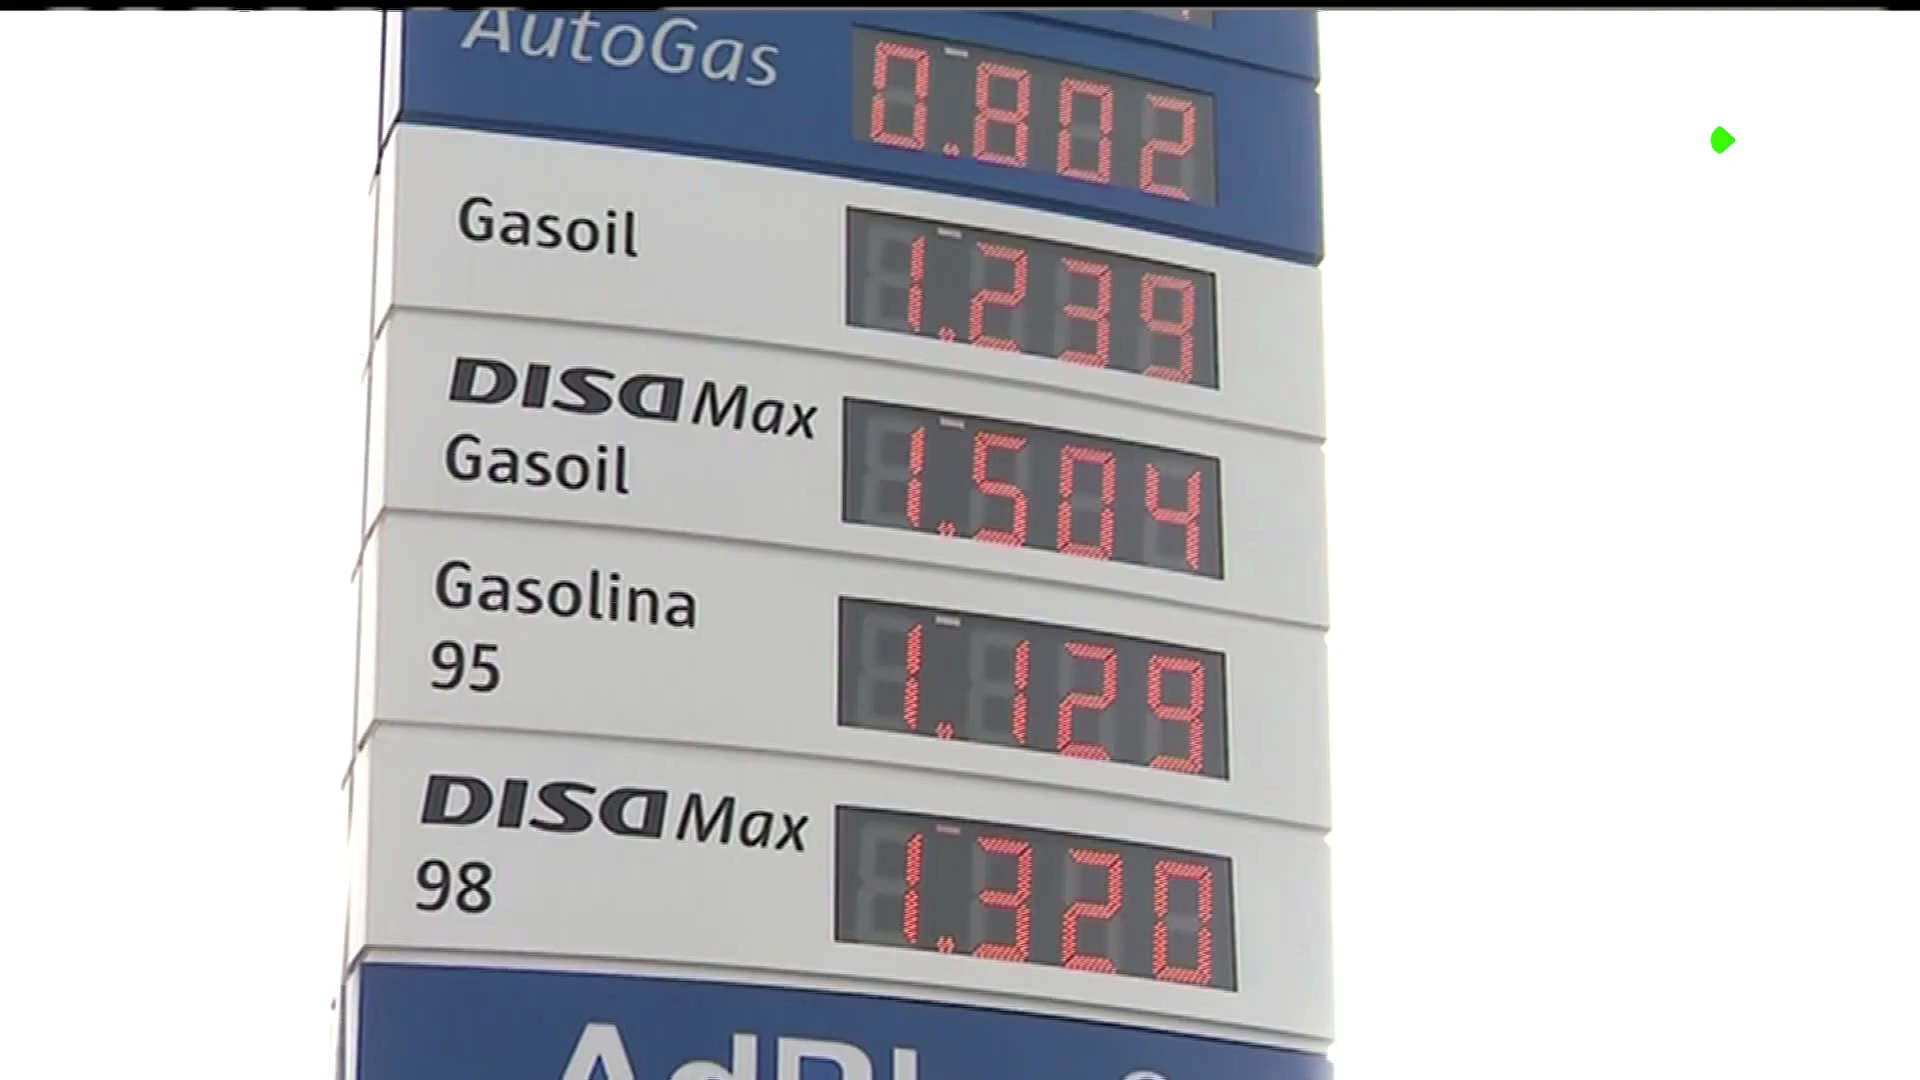 AutoGas 0.802
Gasoil 1.239
DISA Max
Gasoil 1.504
Gasolina
95 1.129
DISA Max
98 1.320